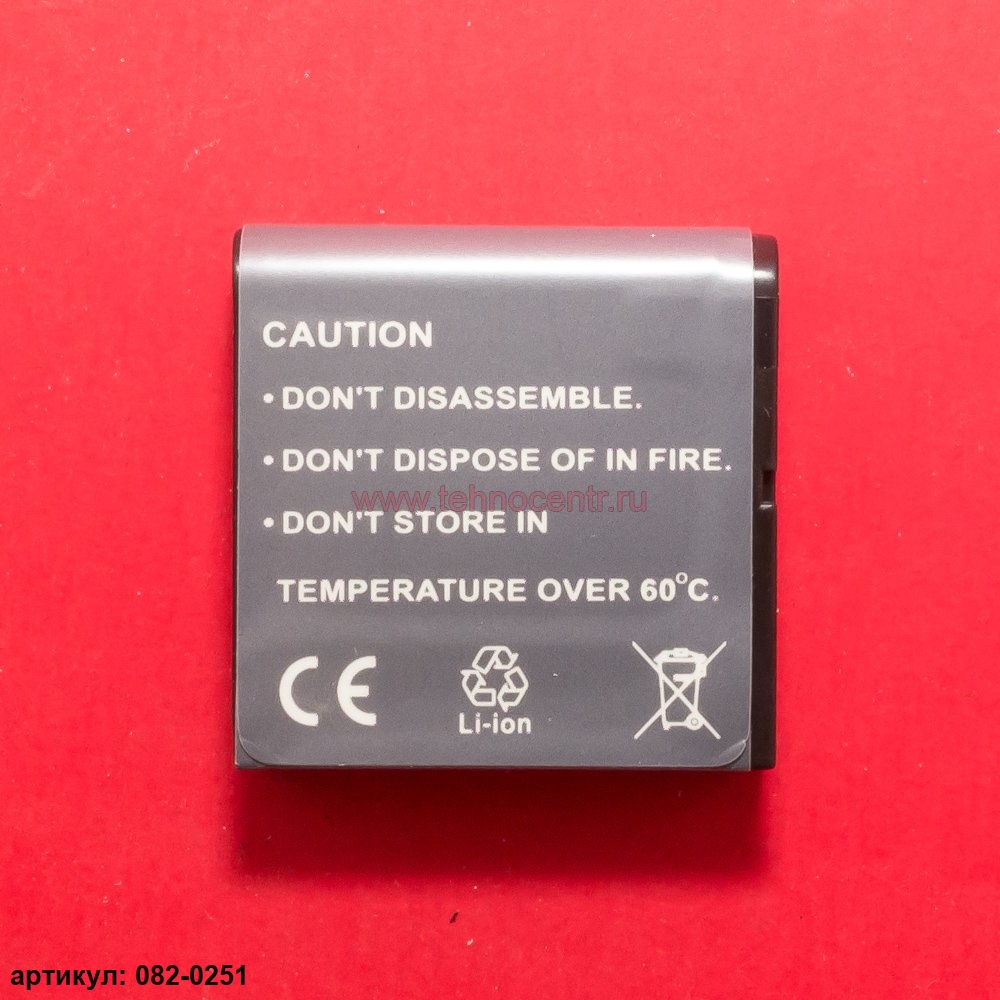 CAUTION
• DON'T DISASSEMBLE.
• DON'T DISPOSE OF IN FIRE.
www.tehnocentr.ru
• DON'T STORE IN
TEMPERATURE OVER 60°C.
CE
Li-ion
артикул: 082-0251